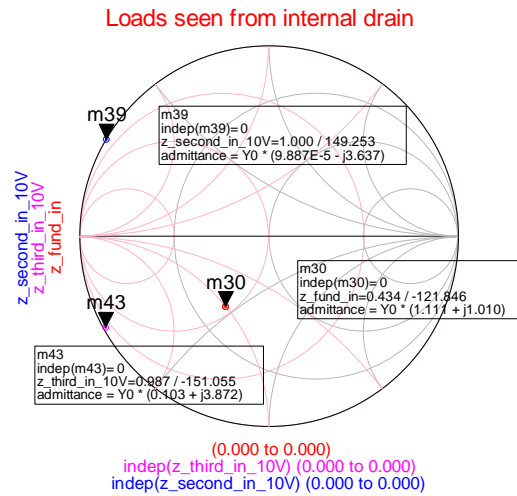 Loads seen from internal drain
m39
m39
indep(m39)=0
z_second_in_10V=1.000 / 149.253
admittance = Y0 * (9.887E-5 - j3.637)
z_second_in_10V
z_third_in_10V
z_fund_in
m30
m30
indep(m30)=0
z_fund_in=0.434 / -121.846
admittance = Y0 * (1.111 + j1.010)
m43
m43
indep(m43)=0
z_third_in_10V=0.987 / -151.055
admittance = Y0 * (0.103 + j3.872)
(0.000 to 0.000)
indep(z_third_in_10V) (0.000 to 0.000)
indep(z_second_in_10V) (0.000 to 0.000)